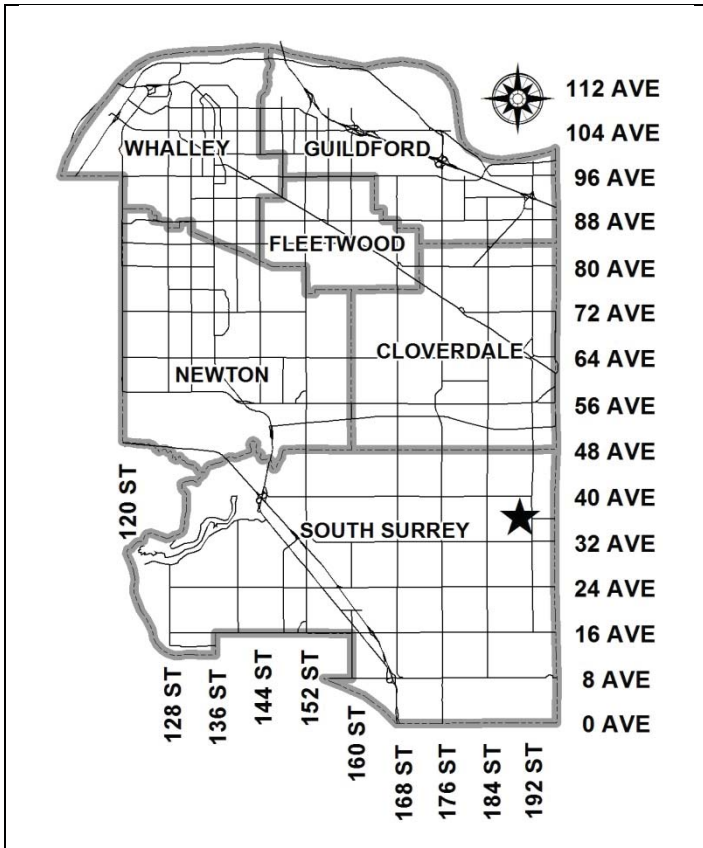 112 AVE
104 AVE
WHALLEY
GUILDFORD
96 AVE
88 AVE
FLEETWOOD
80 AVE
72 AVE
CLOVERDALE
64 AVE
NEWTON
56 AVE
48 AVE
120 ST
40 AVE
SOUTH SURREY
32 AVE
24 AVE
16 AVE
8 AVE
0 AVE
128 ST
136 ST
144 ST
152 ST
160 ST
168 ST
176 ST
184 ST
192 ST